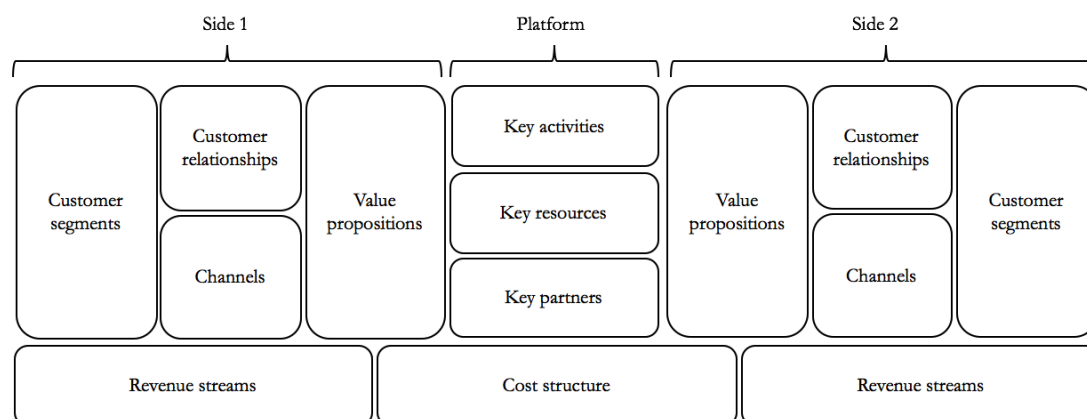 Side 1
Platform
Side 2
Customer
segments
Customer
relationships
Channels
Value
propositions
Key activities
Key resources
Key partners
Value
propositions
Customer
relationships
Channels
Customer
segments
Revenue streams
Cost structure
Revenue streams